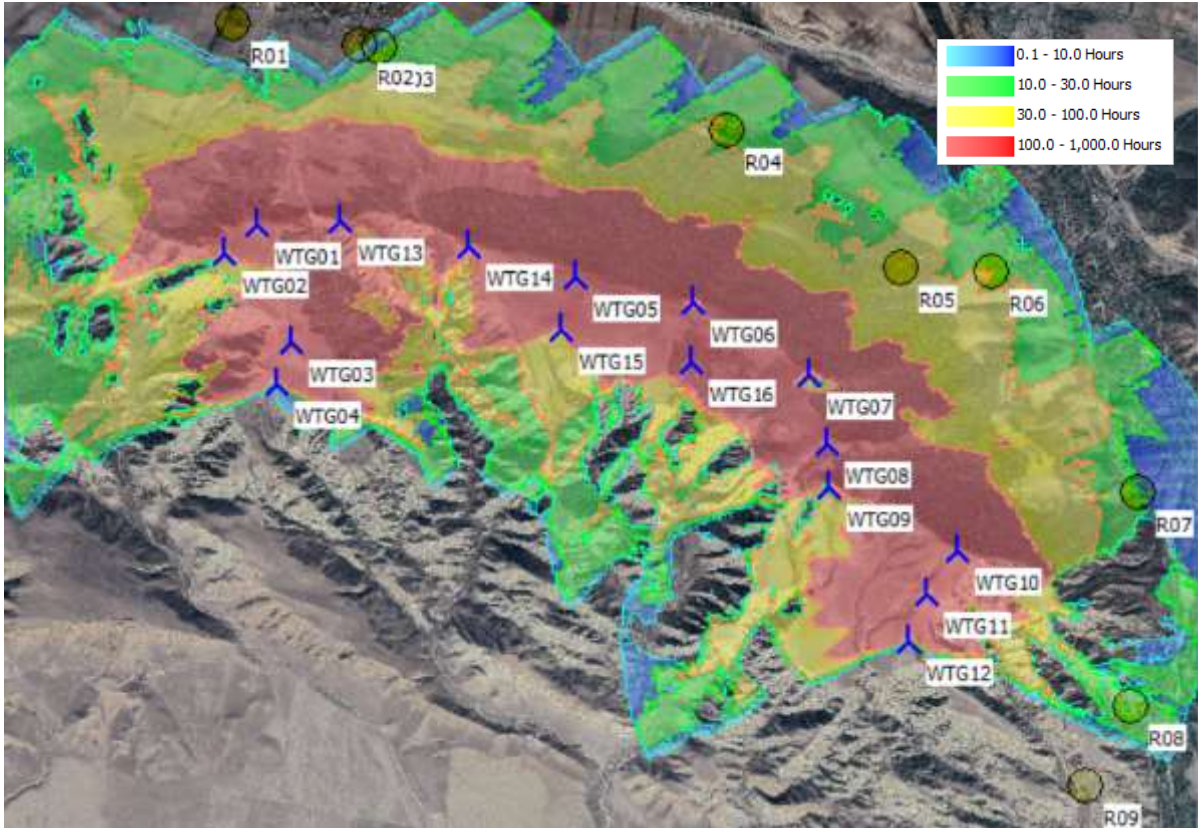 R01
R02
)3
0.1 - 10.0 Hours
10.0 - 30.0 Hours
30.0 - 100.0 Hours
100.0 - 1,000.0 Hours
R04
WTG01
WTG13
WTG02
WTG14
R05
R06
WTG05
WTG06
WTG15
WTG03
WTG16
WTG07
WTG04
WTG08
WTG09
R07
WTG10
WTG11
WTG12
R08
R09